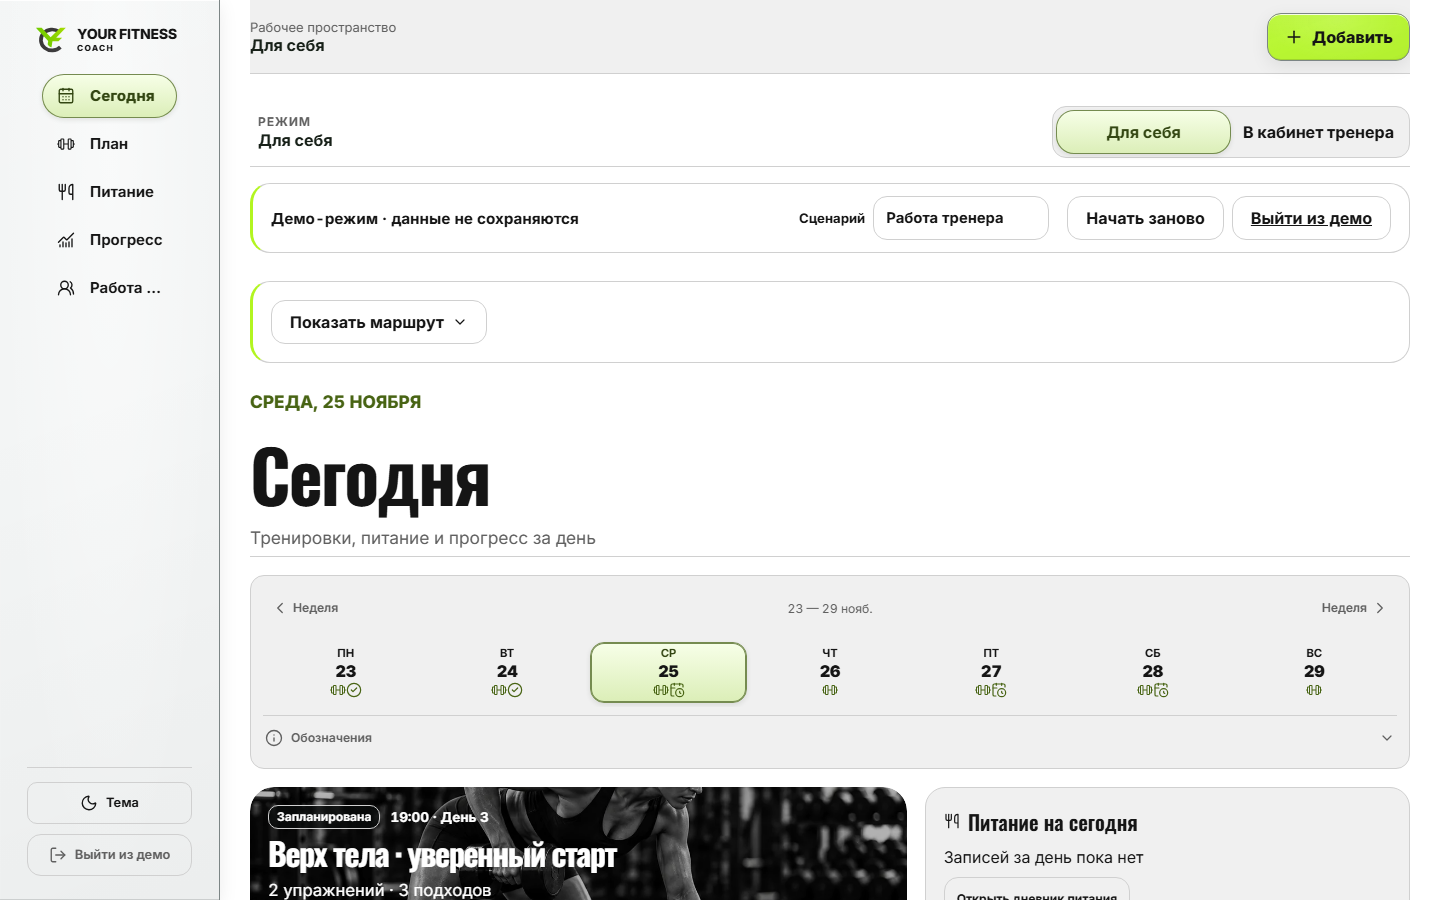 YOUR FITNESS
COACH
Сегодня
План
Питание
Прогресс
Работа ...
Тема
Выйти из демо
Рабочее пространство
Для себя
Добавить
РЕЖИМ
Для себя
Для себя
В кабинет тренера
Демо-режим · данные не сохраняются
Сценарий
Работа тренера
Начать заново
Выйти из демо
Показать маршрут
СРЕДА, 25 НОЯБРЯ
Сегодня
Тренировки, питание и прогресс за день
Неделя
23 — 29 нояб.
Неделя
ПН
23
ВТ
24
СР
25
ЧТ
26
ПТ
27
СБ
28
ВС
29
Обозначения
Запланирована
19:00 · День 3
Верх тела · уверенный старт
2 упражнений · 3 подходов
Питание на сегодня
Записей за день пока нет
Открыть дневник питания